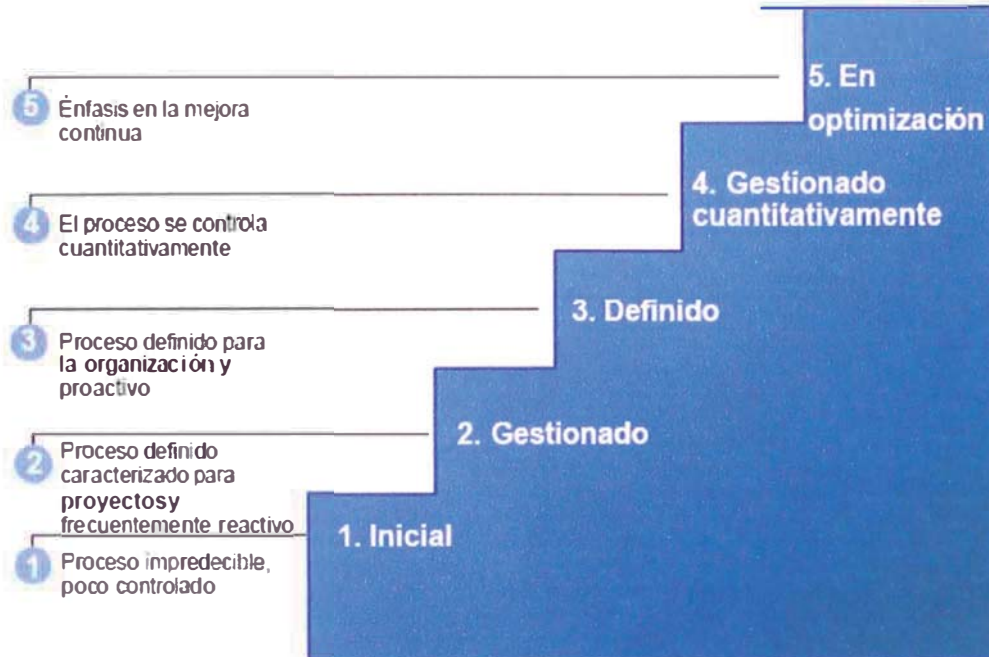 5
Énfasis en la mejora
continua
4
El proceso se controla
cuantitativamente
3
Proceso definido para
la organización y
proactivo
2
Proceso definido
caracterizado para
proyectos y
frecuentemente reactivo
1
Proceso impredecible,
poco controlado
5. En
optimización
4. Gestionado
cuantitativamente
3. Definido
2. Gestionado
1. Inicial